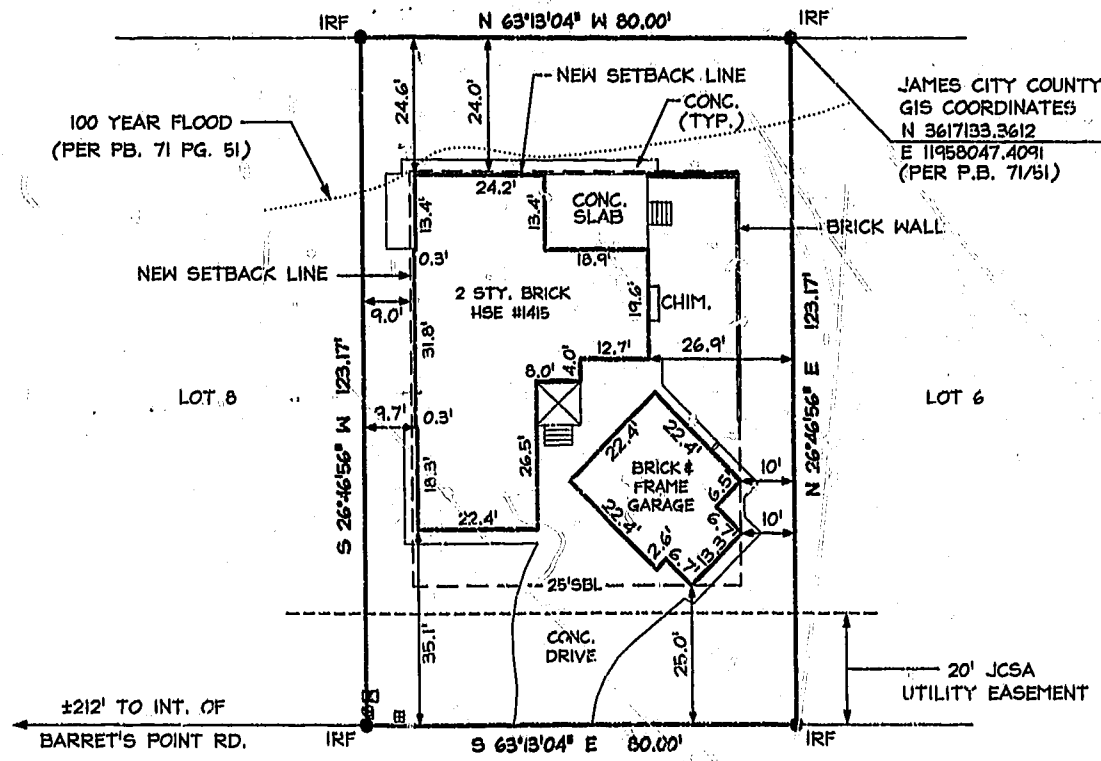 IRF
N 63°13'04" W 80.00'
IRF
JAMES CITY COUNTY
GIS COORDINATES
N 3617133.3612
E 11958047.4091
(PER P.B. 71/51)
100 YEAR FLOOD
(PER PB. 71 PG. 51)
24.6'
24.0'
NEW SETBACK LINE
CONC.
(TYP.)
24.2'
13.4'
13.4'
CONC.
SLAB
18.9'
BRICK WALL
0.3'
NEW SETBACK LINE
9.0'
2 STY. BRICK
HSE #1415
19.6'
CHIM.
31.8'
12.7'
26.9'
8.0'
4.0'
S 26°46'56" W 123.17'
N 26°46'56" E 123.17'
LOT 8
LOT 6
9.7'
0.3'
18.3'
26.5'
22.4'
22.4'
22.4'
22.4'
BRICK &
FRAME
GARAGE
6.5'
6.7'
13.3'
2.6'
6.7'
10'
10'
25'SBL
35.1'
CONC.
DRIVE
25.0'
20' JCSA
UTILITY EASEMENT
±212' TO INT. OF
BARRET'S POINT RD.
IRF
S 63°13'04" E 80.00'
IRF